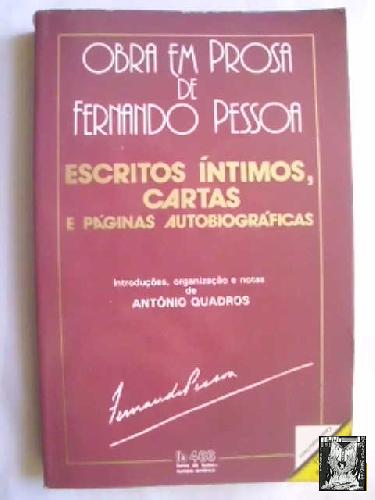 OBRA EM PROSA
DE
FERNANDO PESSOA
ESCRITOS ÍNTIMOS,
CARTAS
E PÁGINAS AUTOBIOGRÁFICAS
Introduções, organização e notas
de
ANTÓNIO QUADROS
Fernando Pessoa
468